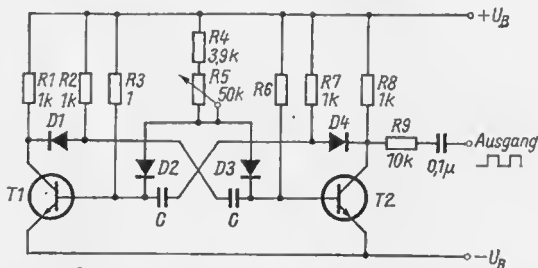 +U_B
R1
1k
R2
1k
R3
1
R4
3,9k
R5
50k
R6
R7
1k
R8
1k
D1
D4
R9
10k
0,1µ
Ausgang
D2
D3
T1
C
C
T2
-U_B